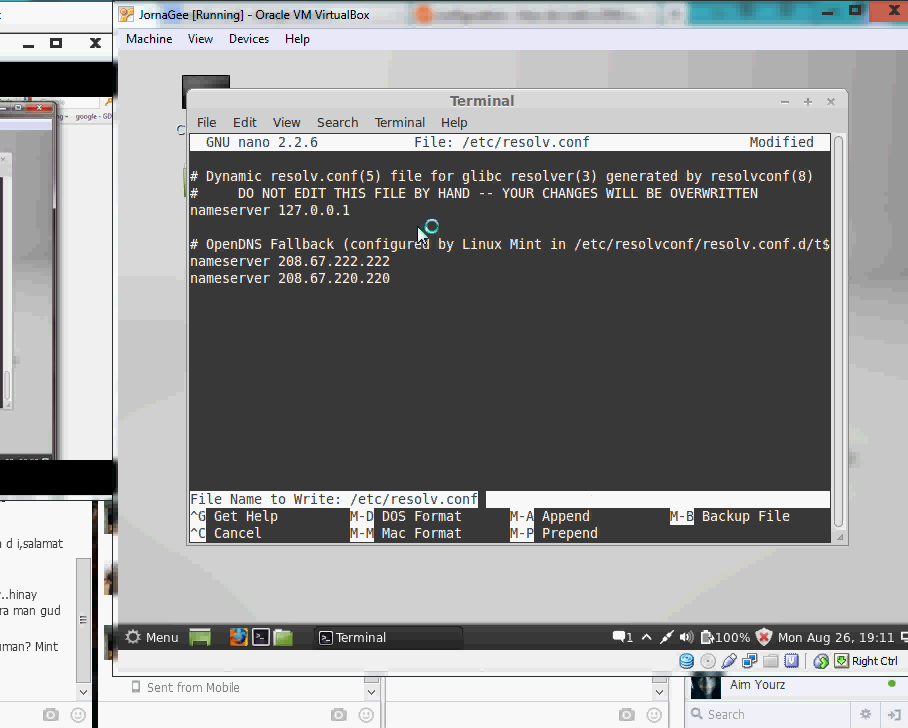 JornaGee [Running] - Oracle VM VirtualBox
Machine View Devices Help
Terminal
File Edit View Search Terminal Help
GNU nano 2.2.6 File: /etc/resolv.conf Modified
# Dynamic resolv.conf(5) file for glibc resolver(3) generated by resolvconf(8)
# DO NOT EDIT THIS FILE BY HAND -- YOUR CHANGES WILL BE OVERWRITTEN
nameserver 127.0.0.1
# OpenDNS Fallback (configured by Linux Mint in /etc/resolvconf/resolv.conf.d/t$
nameserver 208.67.222.222
nameserver 208.67.220.220
File Name to Write: /etc/resolv.conf
^G Get Help M-D DOS Format M-A Append M-B Backup File
^C Cancel M-M Mac Format M-P Prepend
Menu Terminal 1 100% Mon Aug 26, 19:11
Right Ctrl
google - GD
d i,salamat
..hinay
ra man gud
uman? Mint
Sent from Mobile
Aim Yourz
Search